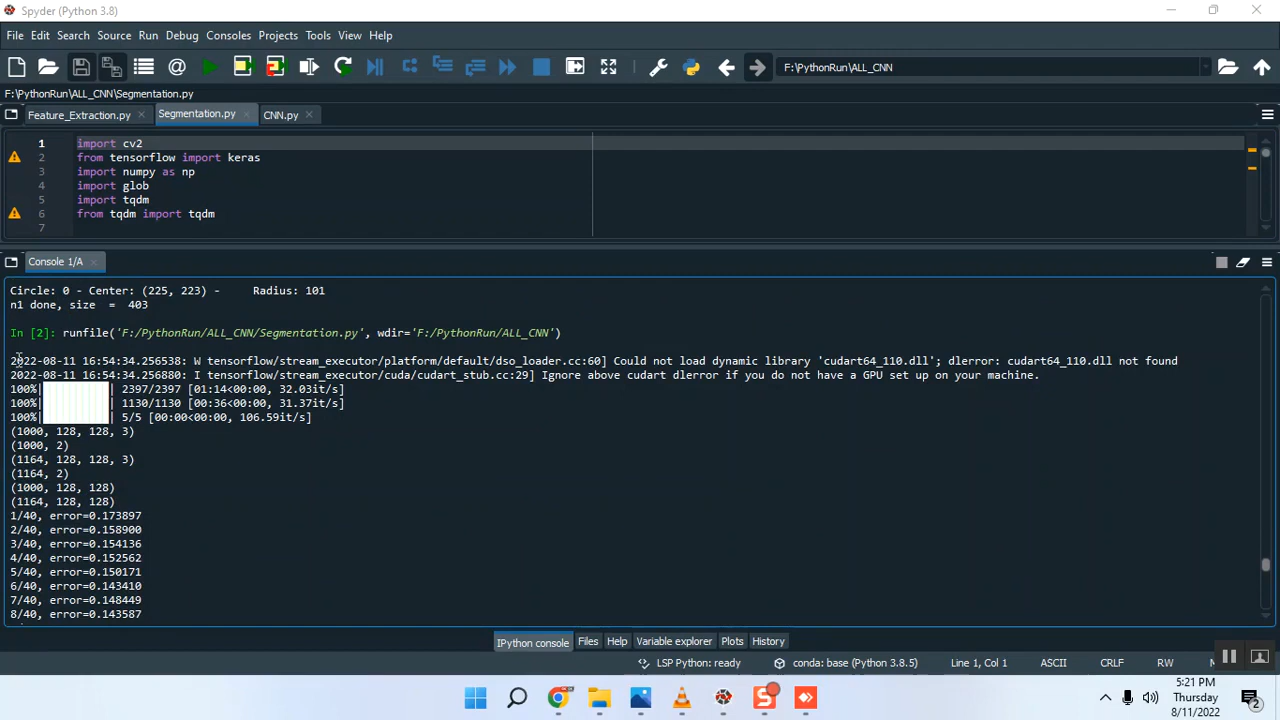 Spyder (Python 3.8)
File Edit Search Source Run Debug Consoles Projects Tools View Help
F:\PythonRun\ALL_CNN
F:\PythonRun\ALL_CNN\Segmentation.py
Feature_Extraction.py Segmentation.py CNN.py
1 import cv2
2 from tensorflow import keras
3 import numpy as np
4 import glob
5 import tqdm
6 from tqdm import tqdm
7
Console 1/A
Circle: 0 - Center: (225, 223) - Radius: 101
n1 done, size = 403
In [2]: runfile('F:/PythonRun/ALL_CNN/Segmentation.py', wdir='F:/PythonRun/ALL_CNN')
2022-08-11 16:54:34.256538: W tensorflow/stream_executor/platform/default/dso_loader.cc:60] Could not load dynamic library 'cudart64_110.dll'; dlerror: cudart64_110.dll not found
2022-08-11 16:54:34.256880: I tensorflow/stream_executor/cuda/cudart_stub.cc:29] Ignore above cudart dlerror if you do not have a GPU set up on your machine.
100%| | 2397/2397 [01:14<00:00, 32.03it/s]
100%| | 1130/1130 [00:36<00:00, 31.37it/s]
100%| | 5/5 [00:00<00:00, 106.59it/s]
(1000, 128, 128, 3)
(1000, 2)
(1164, 128, 128, 3)
(1164, 2)
(1000, 128, 128)
(1164, 128, 128)
1/40, error=0.173897
2/40, error=0.158900
3/40, error=0.154136
4/40, error=0.152562
5/40, error=0.150171
6/40, error=0.143410
7/40, error=0.148449
8/40, error=0.143587
IPython console Files Help Variable explorer Plots History
LSP Python: ready conda: base (Python 3.8.5) Line 1, Col 1 ASCII CRLF RW
5:21 PM
Thursday
8/11/2022
2